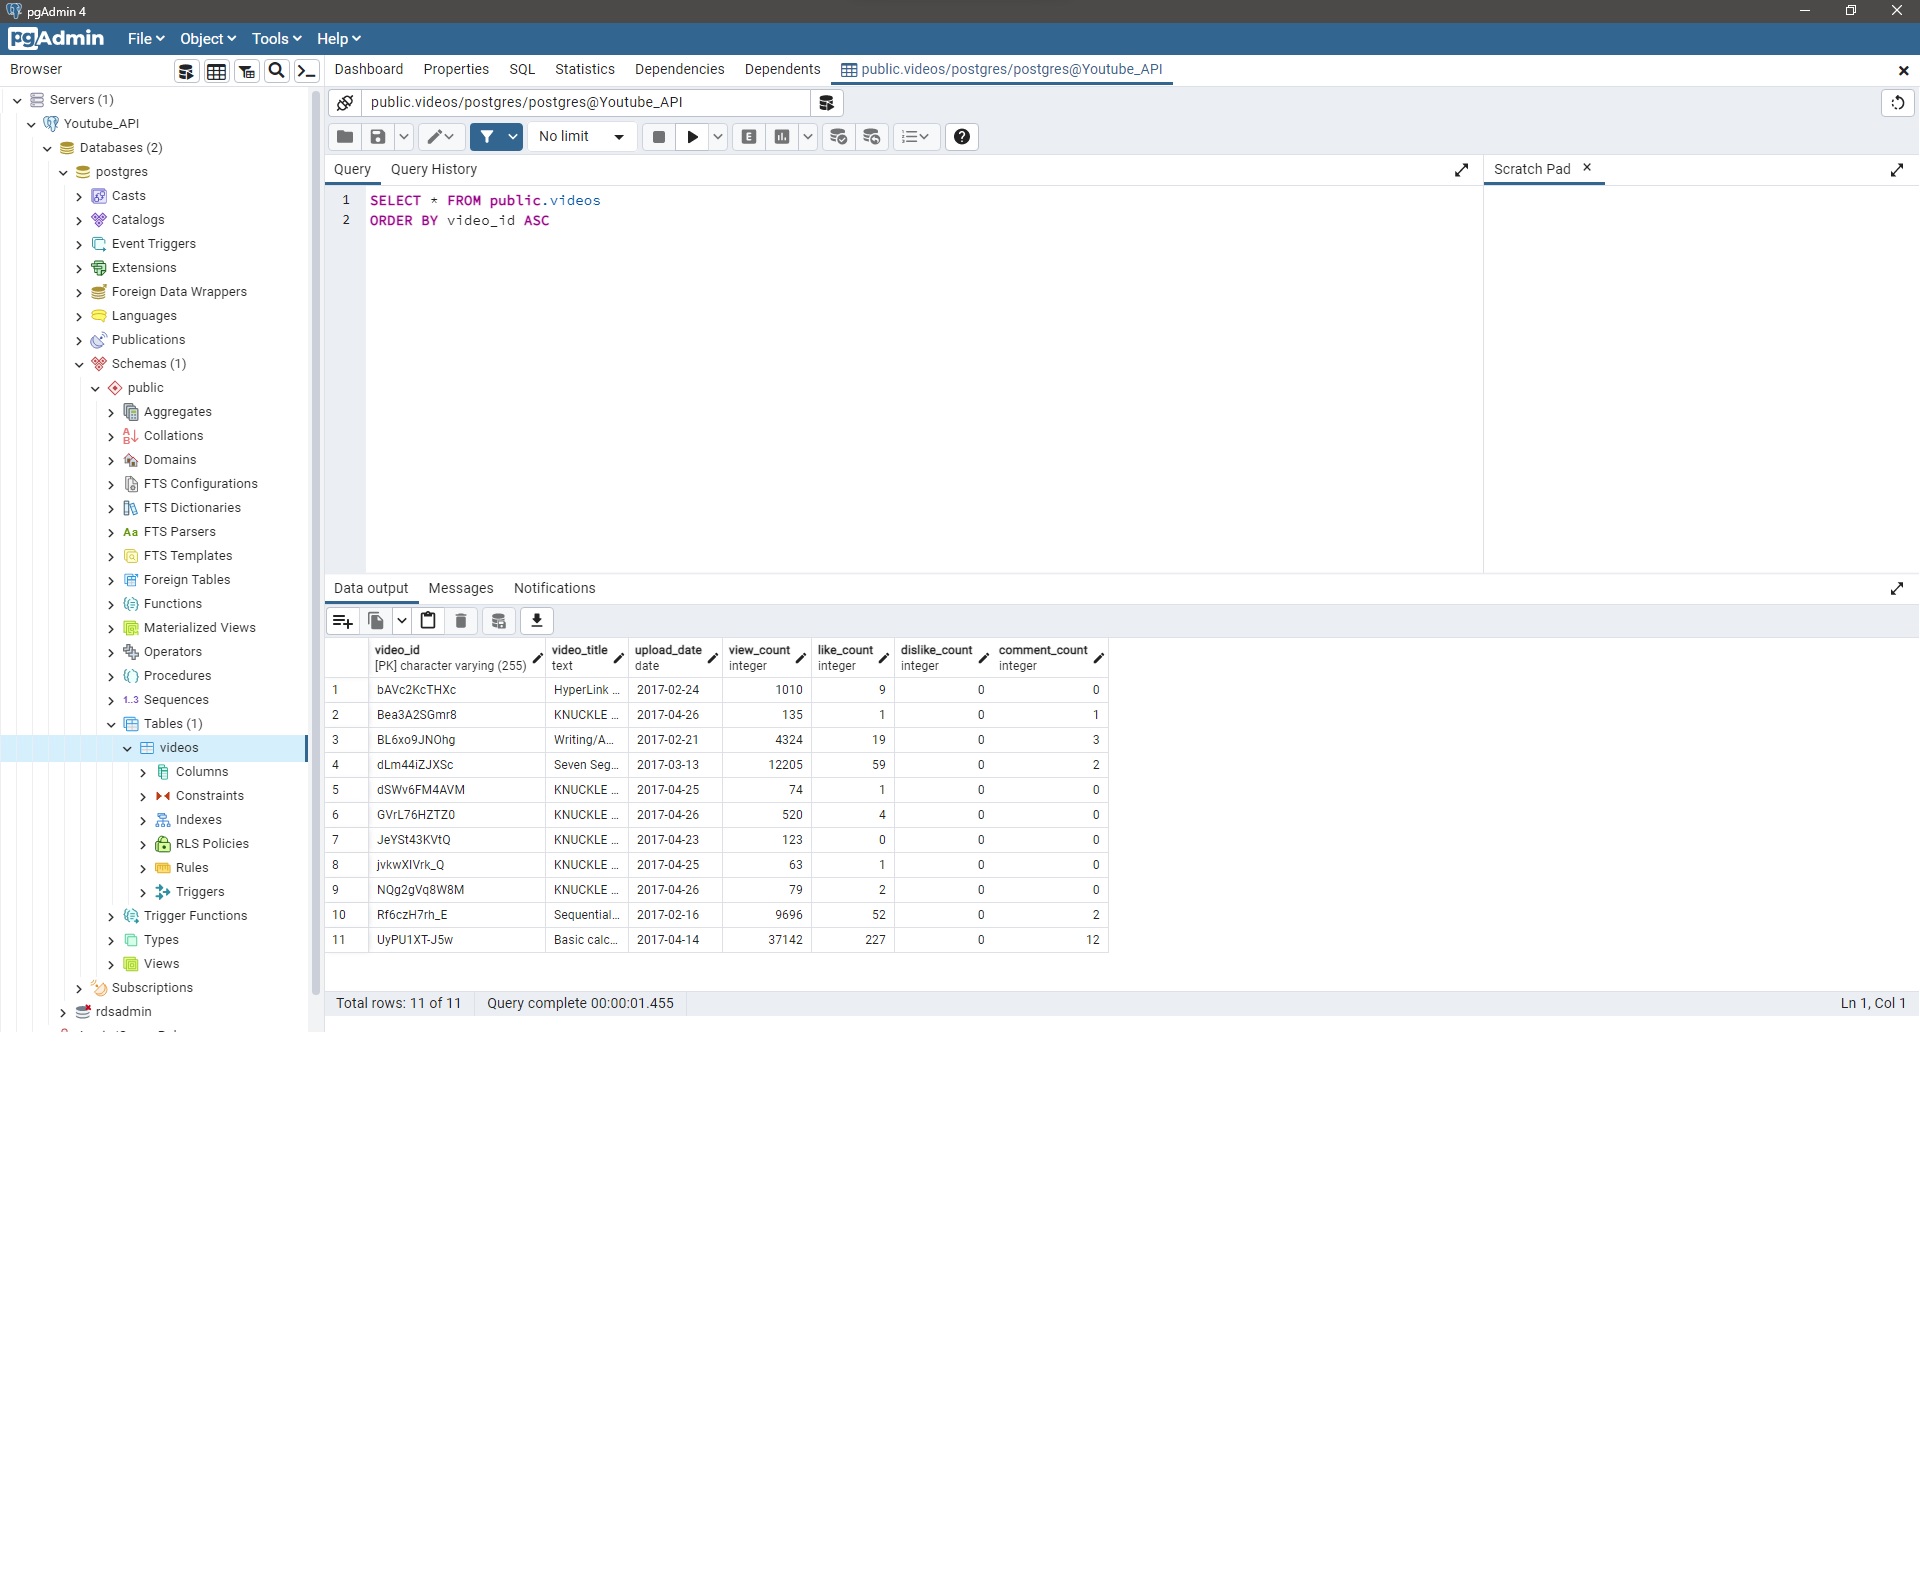 pgAdmin 4
pgAdmin File Object Tools Help
Browser
Dashboard Properties SQL Statistics Dependencies Dependents public.videos/postgres/postgres@Youtube_API
Servers (1)
Youtube_API
Databases (2)
postgres
Casts
Catalogs
Event Triggers
Extensions
Foreign Data Wrappers
Languages
Publications
Schemas (1)
public
Aggregates
Collations
Domains
FTS Configurations
FTS Dictionaries
Aa FTS Parsers
FTS Templates
Foreign Tables
Functions
Materialized Views
Operators
Procedures
1..3 Sequences
Tables (1)
videos
Columns
Constraints
Indexes
RLS Policies
Rules
Triggers
Trigger Functions
Types
Views
Subscriptions
rdsadmin
public.videos/postgres/postgres@Youtube_API
No limit
E
Query Query History
Scratch Pad
1 SELECT * FROM public.videos
2 ORDER BY video_id ASC
Data output Messages Notifications
video_id video_title upload_date view_count like_count dislike_count comment_count
[PK] character varying (255) text date integer integer integer integer
1 bAVc2KcTHXc HyperLink ... 2017-02-24 1010 9 0 0
2 Bea3A2SGmr8 KNUCKLE ... 2017-04-26 135 1 0 1
3 BL6xo9JNOhg Writing/A... 2017-02-21 4324 19 0 3
4 dLm44iZJXSc Seven Seg... 2017-03-13 12205 59 0 2
5 dSWv6FM4AVM KNUCKLE ... 2017-04-25 74 1 0 0
6 GVrL76HZTZ0 KNUCKLE ... 2017-04-26 520 4 0 0
7 JeYSt43KVtQ KNUCKLE ... 2017-04-23 123 0 0 0
8 jvkwXIVrk_Q KNUCKLE ... 2017-04-25 63 1 0 0
9 NQg2gVq8W8M KNUCKLE ... 2017-04-26 79 2 0 0
10 Rf6czH7rh_E Sequential... 2017-02-16 9696 52 0 2
11 UyPU1XT-J5w Basic calc... 2017-04-14 37142 227 0 12
Total rows: 11 of 11 Query complete 00:00:01.455
Ln 1, Col 1